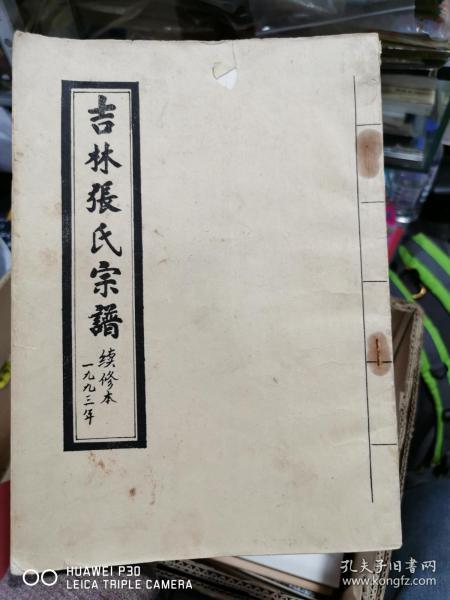 吉林張氏宗譜
续修本
一九九三年
HUAWEI P30
LEICA TRIPLE CAMERA
孔夫子旧书网
www.kongfz.com